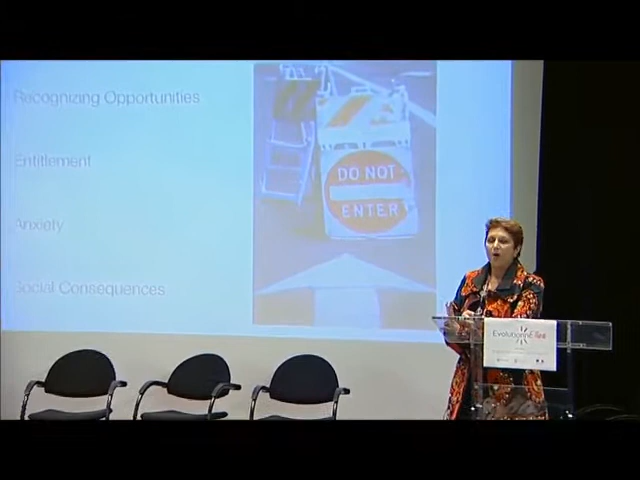 Recognizing Opportunities
Entitlement
Anxiety
Social Consequences
DO NOT
ENTER